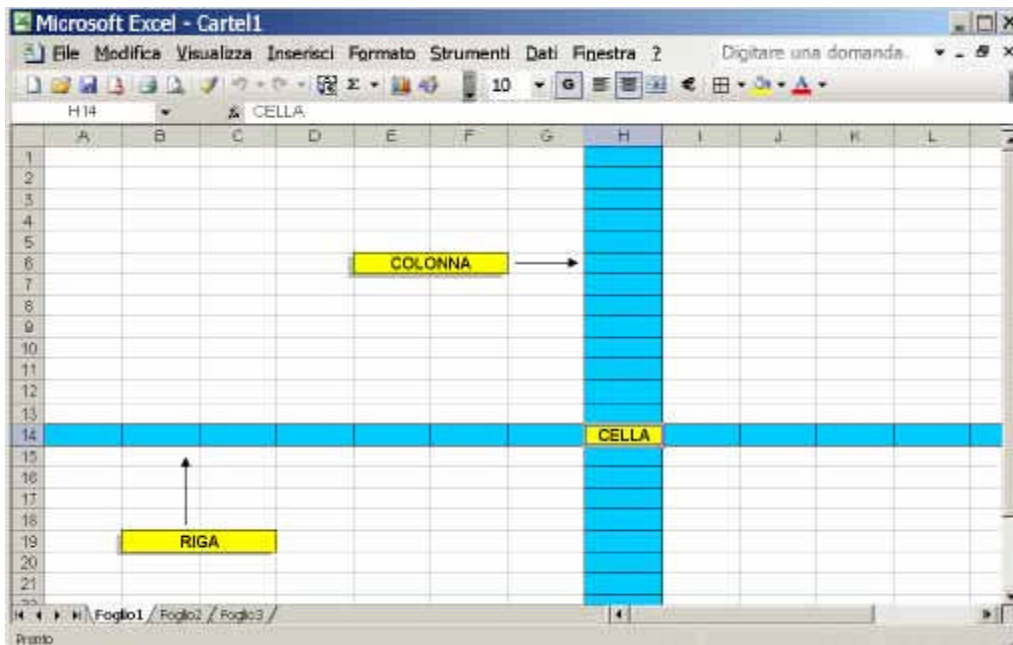 Microsoft Excel - Cartel1
File Modifica Visualizza Inserisci Formato Strumenti Dati Finestra ? Digitare una domanda.
Σ 10 G € A
H14 fx CELLA
A B C D E F G H I J K L
1
2
3
4
5
6 COLONNA
7
8
9
10
11
12
13
14 CELLA
15
16
17
18
19 RIGA
20
21
22
Foglio1 / Foglio2 / Foglio3 /
Pronto